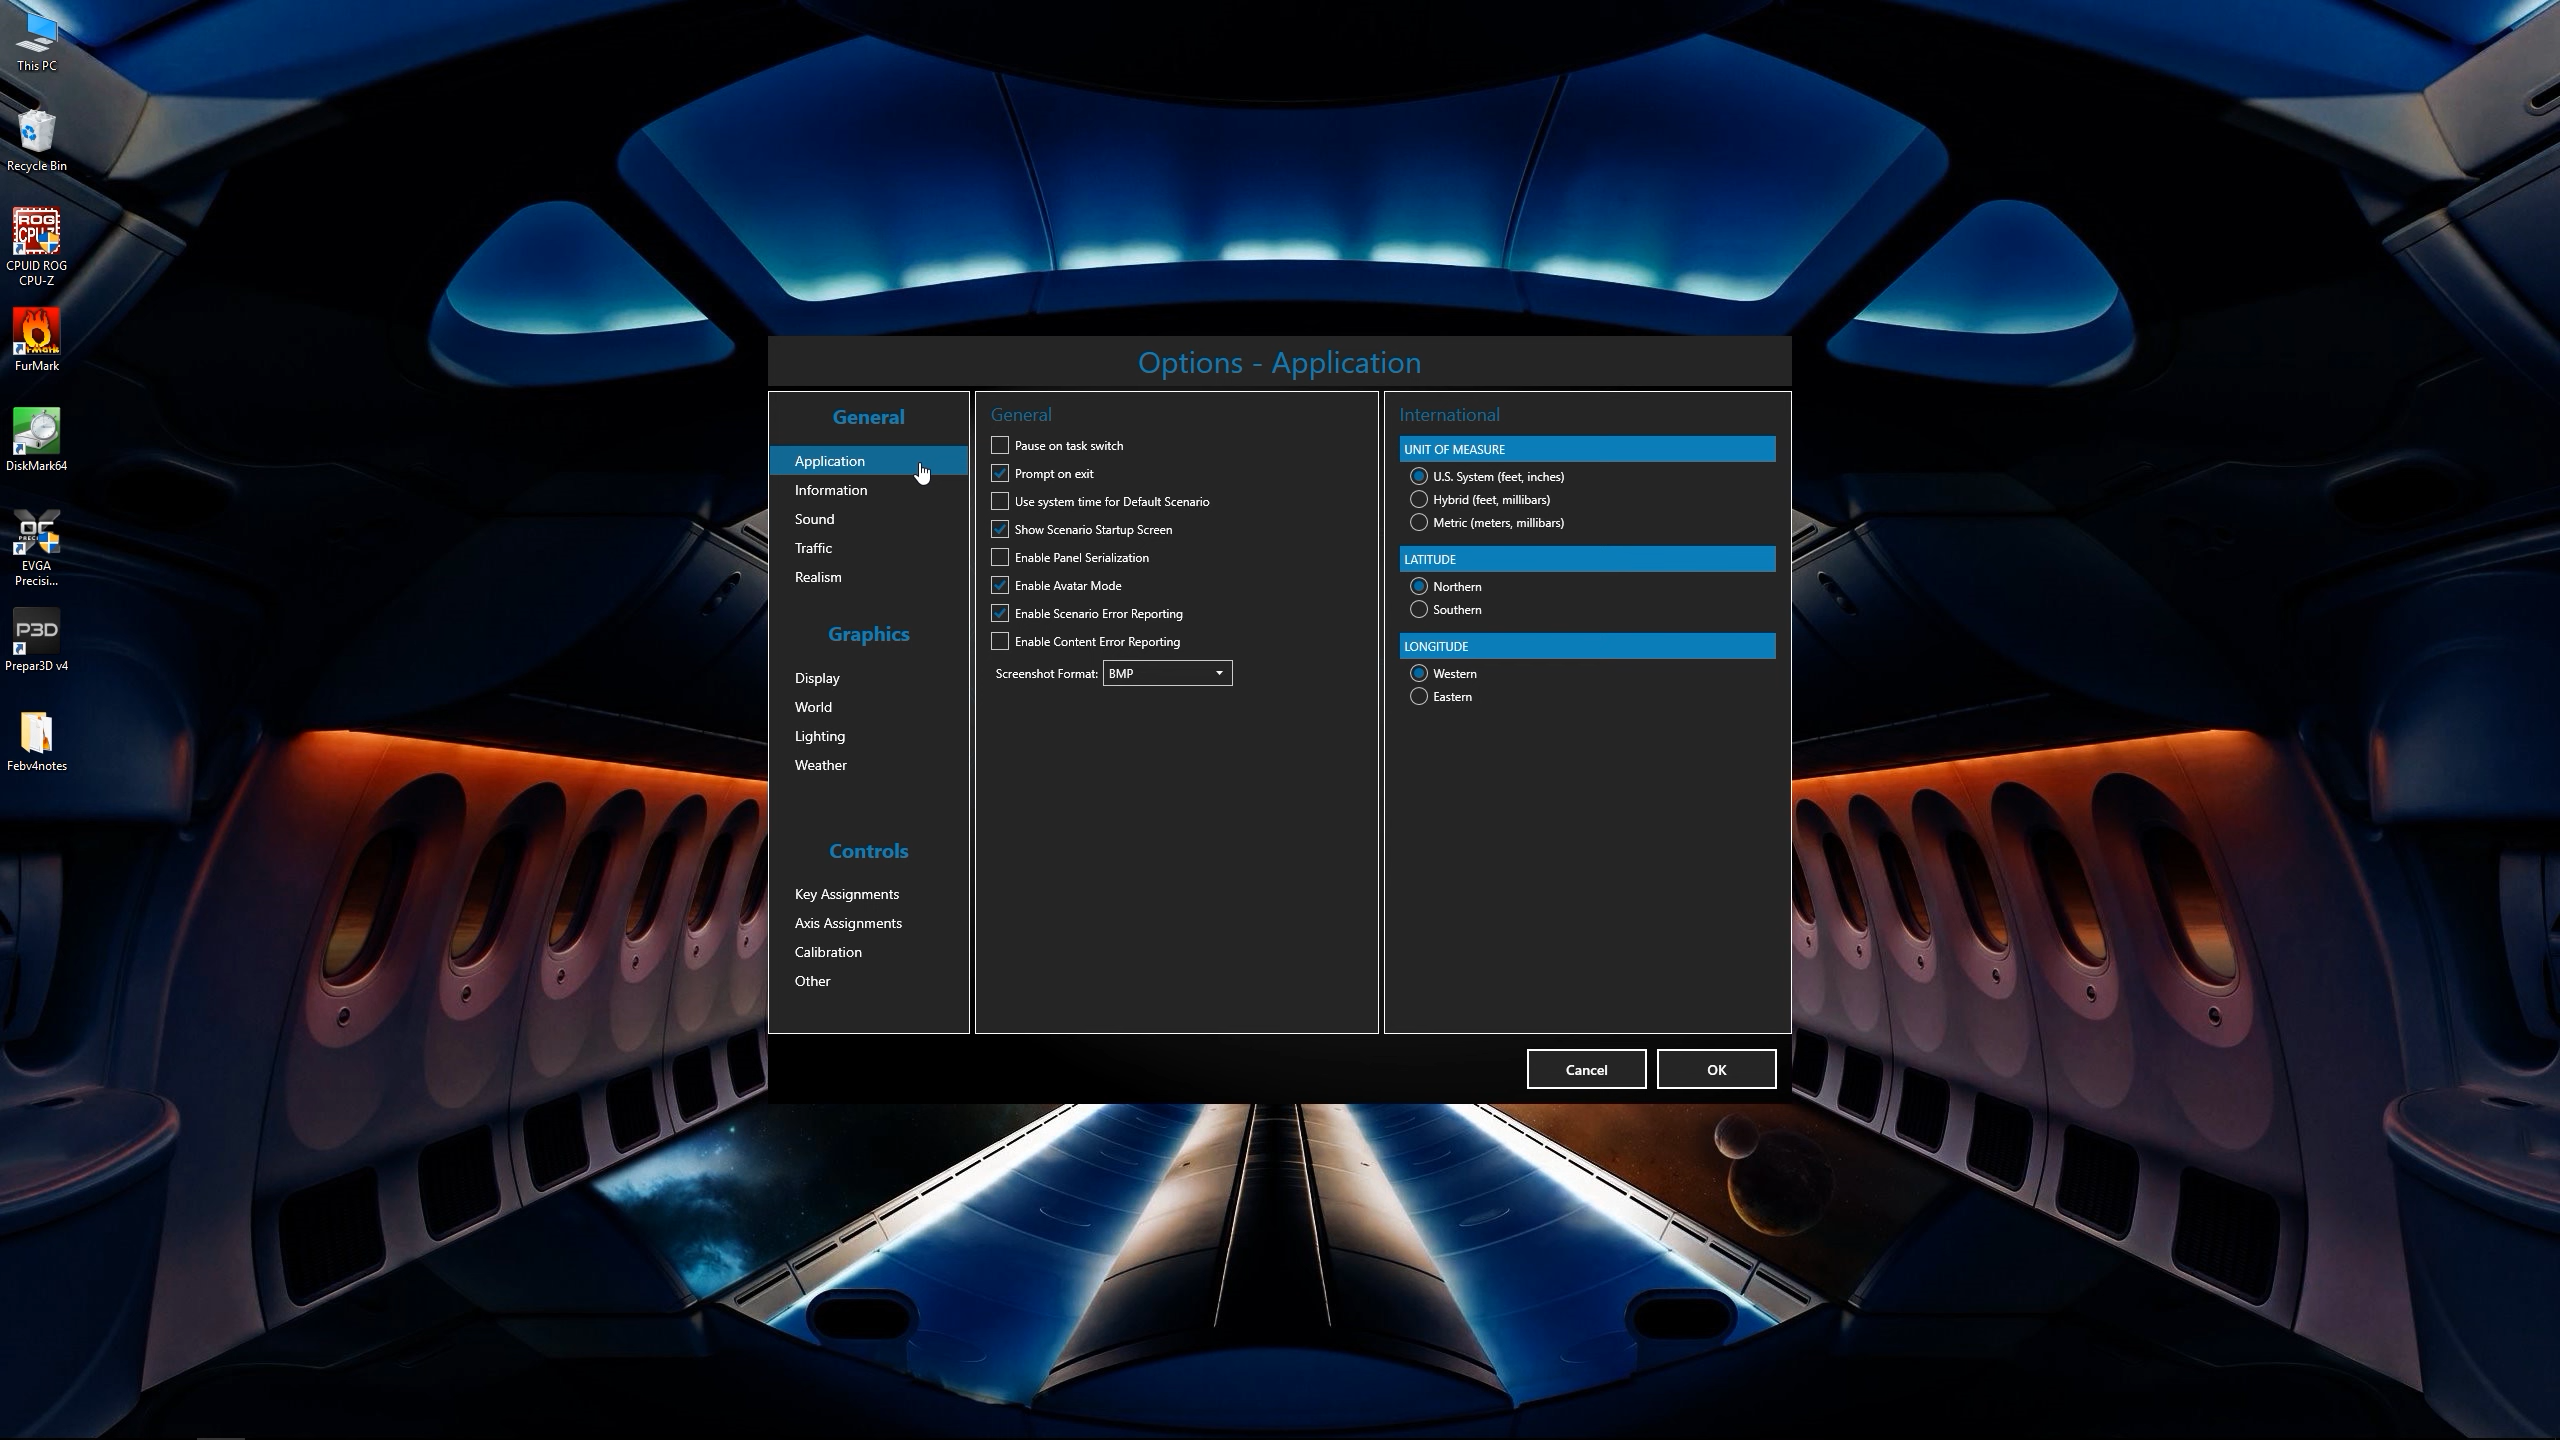 This PC
Recycle Bin
CPUID ROG
CPU-Z
FurMark
DiskMark64
EVGA
Precisi...
P3D
Prepar3D v4
Febv4notes
Options - Application
General
Application
Information
Sound
Traffic
Realism
Graphics
Display
World
Lighting
Weather
Controls
Key Assignments
Axis Assignments
Calibration
Other
General
Pause on task switch
Prompt on exit
Use system time for Default Scenario
Show Scenario Startup Screen
Enable Panel Serialization
Enable Avatar Mode
Enable Scenario Error Reporting
Enable Content Error Reporting
Screenshot Format: BMP
International
UNIT OF MEASURE
U.S. System (feet, inches)
Hybrid (feet, millibars)
Metric (meters, millibars)
LATITUDE
Northern
Southern
LONGITUDE
Western
Eastern
Cancel
OK